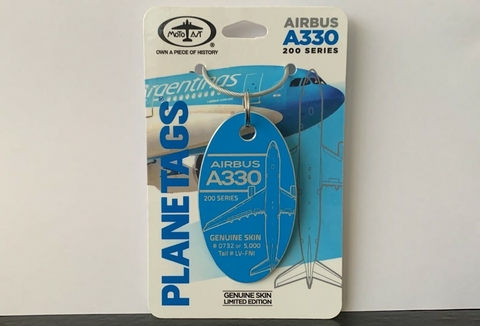 MotoArt
OWN A PIECE OF HISTORY
AIRBUS
A330
200 SERIES
rgentinas
PLANETAGS
AIRBUS
A330
200 SERIES
GENUINE SKIN
# 0732 OF 5,000
Tail # LV-FNI
GENUINE SKIN
LIMITED EDITION